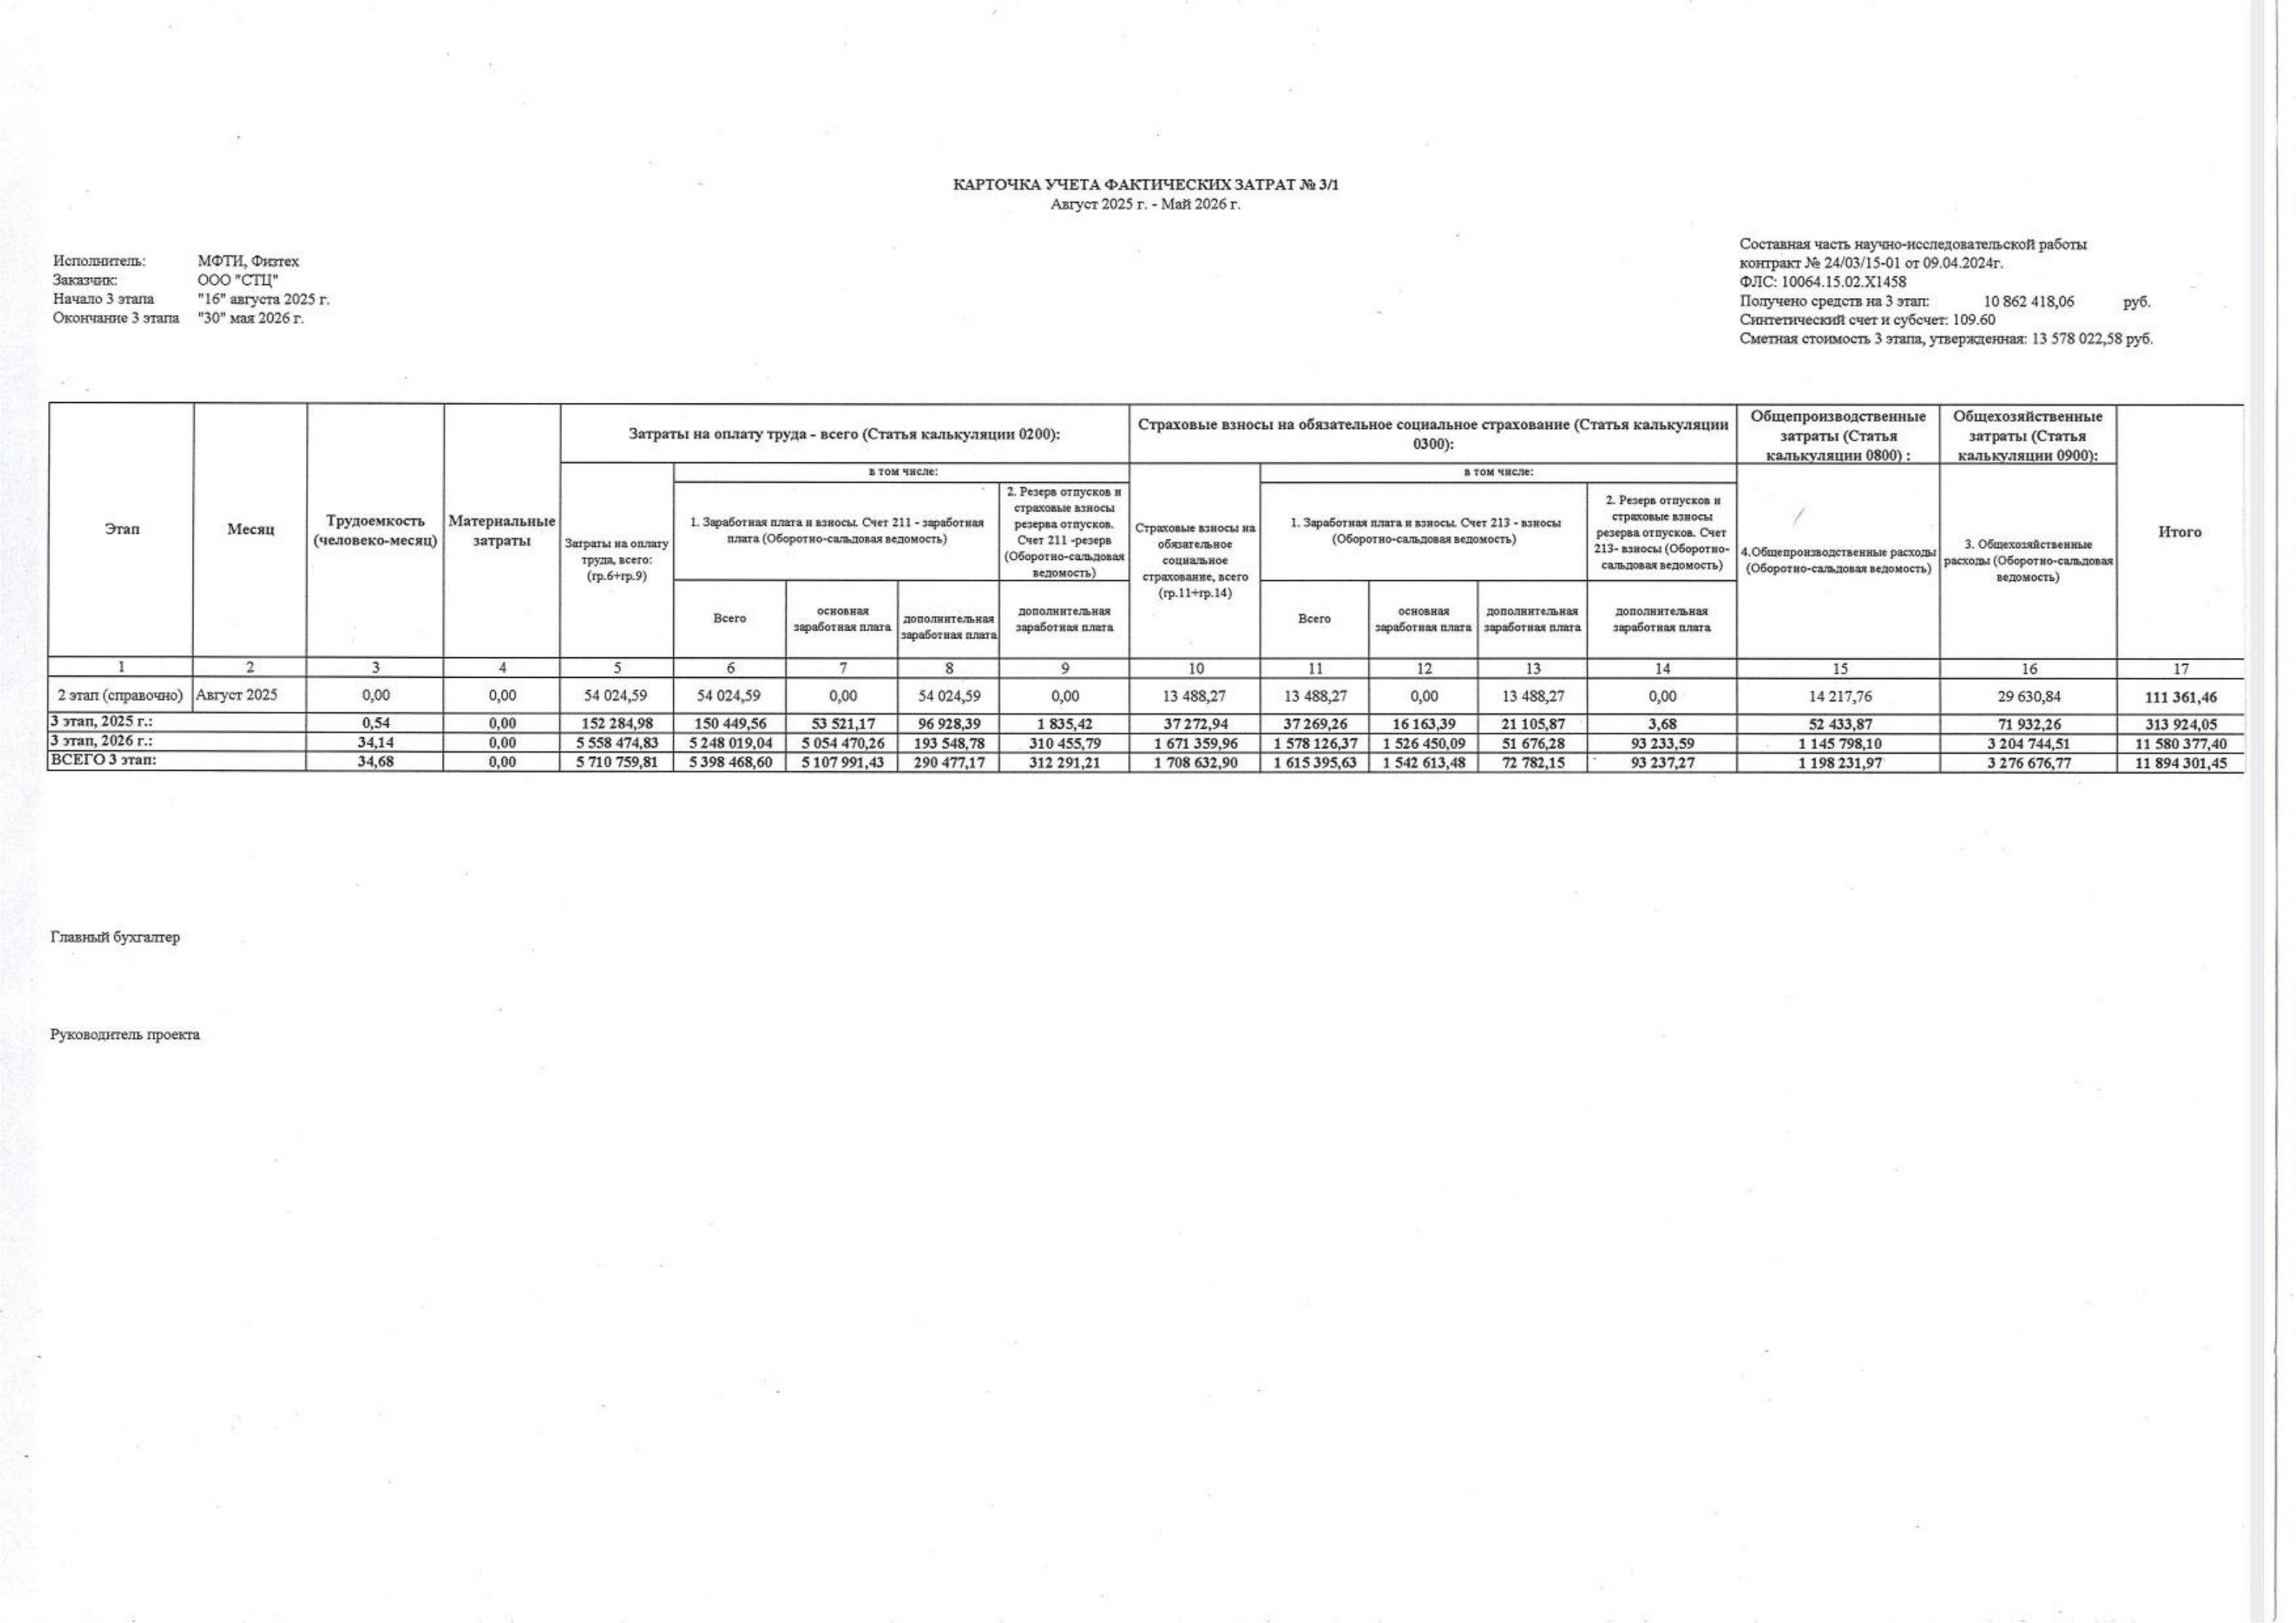 КАРТОЧКА УЧЕТА ФАКТИЧЕСКИХ ЗАТРАТ № 3/1
Август 2025 г. - Май 2026 г.
Исполнитель: МФТИ, Физтех
Заказчик: ООО "СТЦ"
Начало 3 этапа "16" августа 2025 г.
Окончание 3 этапа "30" мая 2026 г.
Составная часть научно-исследовательской работы
контракт № 24/03/15-01 от 09.04.2024г.
ФЛС: 10064.15.02.X1458
Получено средств на 3 этап: 10 862 418,06 руб.
Синтетический счет и субсчет: 109.60
Сметная стоимость 3 этапа, утвержденная: 13 578 022,58 руб.
Этап
Месяц
Трудоемкость
(человеко-месяц)
Материальные
затраты
Затраты на оплату труда - всего (Статья калькуляции 0200):
Затраты на оплату
труда, всего:
(гр.6+гр.9)
в том числе:
1. Заработная плата и взносы. Счет 211 - заработная
плата (Оборотно-сальдовая ведомость)
Всего
основная
заработная плата
дополнительная
заработная плата
2. Резерв отпусков и
страховые взносы
резерва отпусков.
Счет 211 -резерв
(Оборотно-сальдовая
ведомость)
дополнительная
заработная плата
Страховые взносы на обязательное социальное страхование (Статья калькуляции
0300):
Страховые взносы на
обязательное
социальное
страхование, всего
(гр.11+гр.14)
в том числе:
1. Заработная плата и взносы. Счет 213 - взносы
(Оборотно-сальдовая ведомость)
Всего
основная
заработная плата
дополнительная
заработная плата
2. Резерв отпусков и
страховые взносы
резерва отпусков. Счет
213- взносы (Оборотно-
сальдовая ведомость)
дополнительная
заработная плата
Общепроизводственные
затраты (Статья
калькуляции 0800) :
4.Общепроизводственные расходы
(Оборотно-сальдовая ведомость)
Общехозяйственные
затраты (Статья
калькуляции 0900):
3. Общехозяйственные
расходы (Оборотно-сальдовая
ведомость)
Итого
1 2 3 4 5 6 7 8 9 10 11 12 13 14 15 16 17
2 этап (справочно) Август 2025 0,00 0,00 54 024,59 54 024,59 0,00 54 024,59 0,00 13 488,27 13 488,27 0,00 13 488,27 0,00 14 217,76 29 630,84 111 361,46
3 этап, 2025 г.: 0,54 0,00 152 284,98 150 449,56 53 521,17 96 928,39 1 835,42 37 272,94 37 269,26 16 163,39 21 105,87 3,68 52 433,87 71 932,26 313 924,05
3 этап, 2026 г.: 34,14 0,00 5 558 474,83 5 248 019,04 5 054 470,26 193 548,78 310 455,79 1 671 359,96 1 578 126,37 1 526 450,09 51 676,28 93 233,59 1 145 798,10 3 204 744,51 11 580 377,40
ВСЕГО 3 этап: 34,68 0,00 5 710 759,81 5 398 468,60 5 107 991,43 290 477,17 312 291,21 1 708 632,90 1 615 395,63 1 542 613,48 72 782,15 93 237,27 1 198 231,97 3 276 676,77 11 894 301,45
Главный бухгалтер
Руководитель проекта